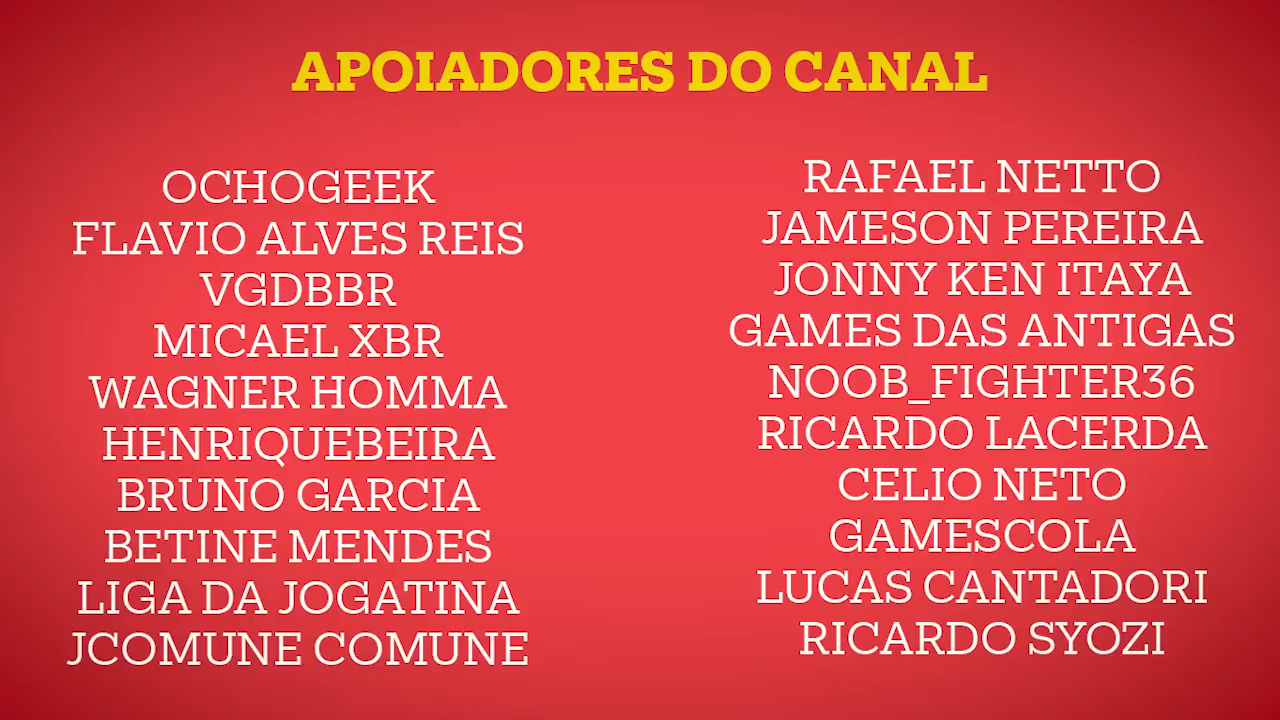 APOIADORES DO CANAL
OCHOGEEK
FLAVIO ALVES REIS
VGDBBR
MICAEL XBR
WAGNER HOMMA
HENRIQUEBEIRA
BRUNO GARCIA
BETINE MENDES
LIGA DA JOGATINA
JCOMUNE COMUNE
RAFAEL NETTO
JAMESON PEREIRA
JONNY KEN ITAYA
GAMES DAS ANTIGAS
NOOB_FIGHTER36
RICARDO LACERDA
CELIO NETO
GAMESCOLA
LUCAS CANTADORI
RICARDO SYOZI